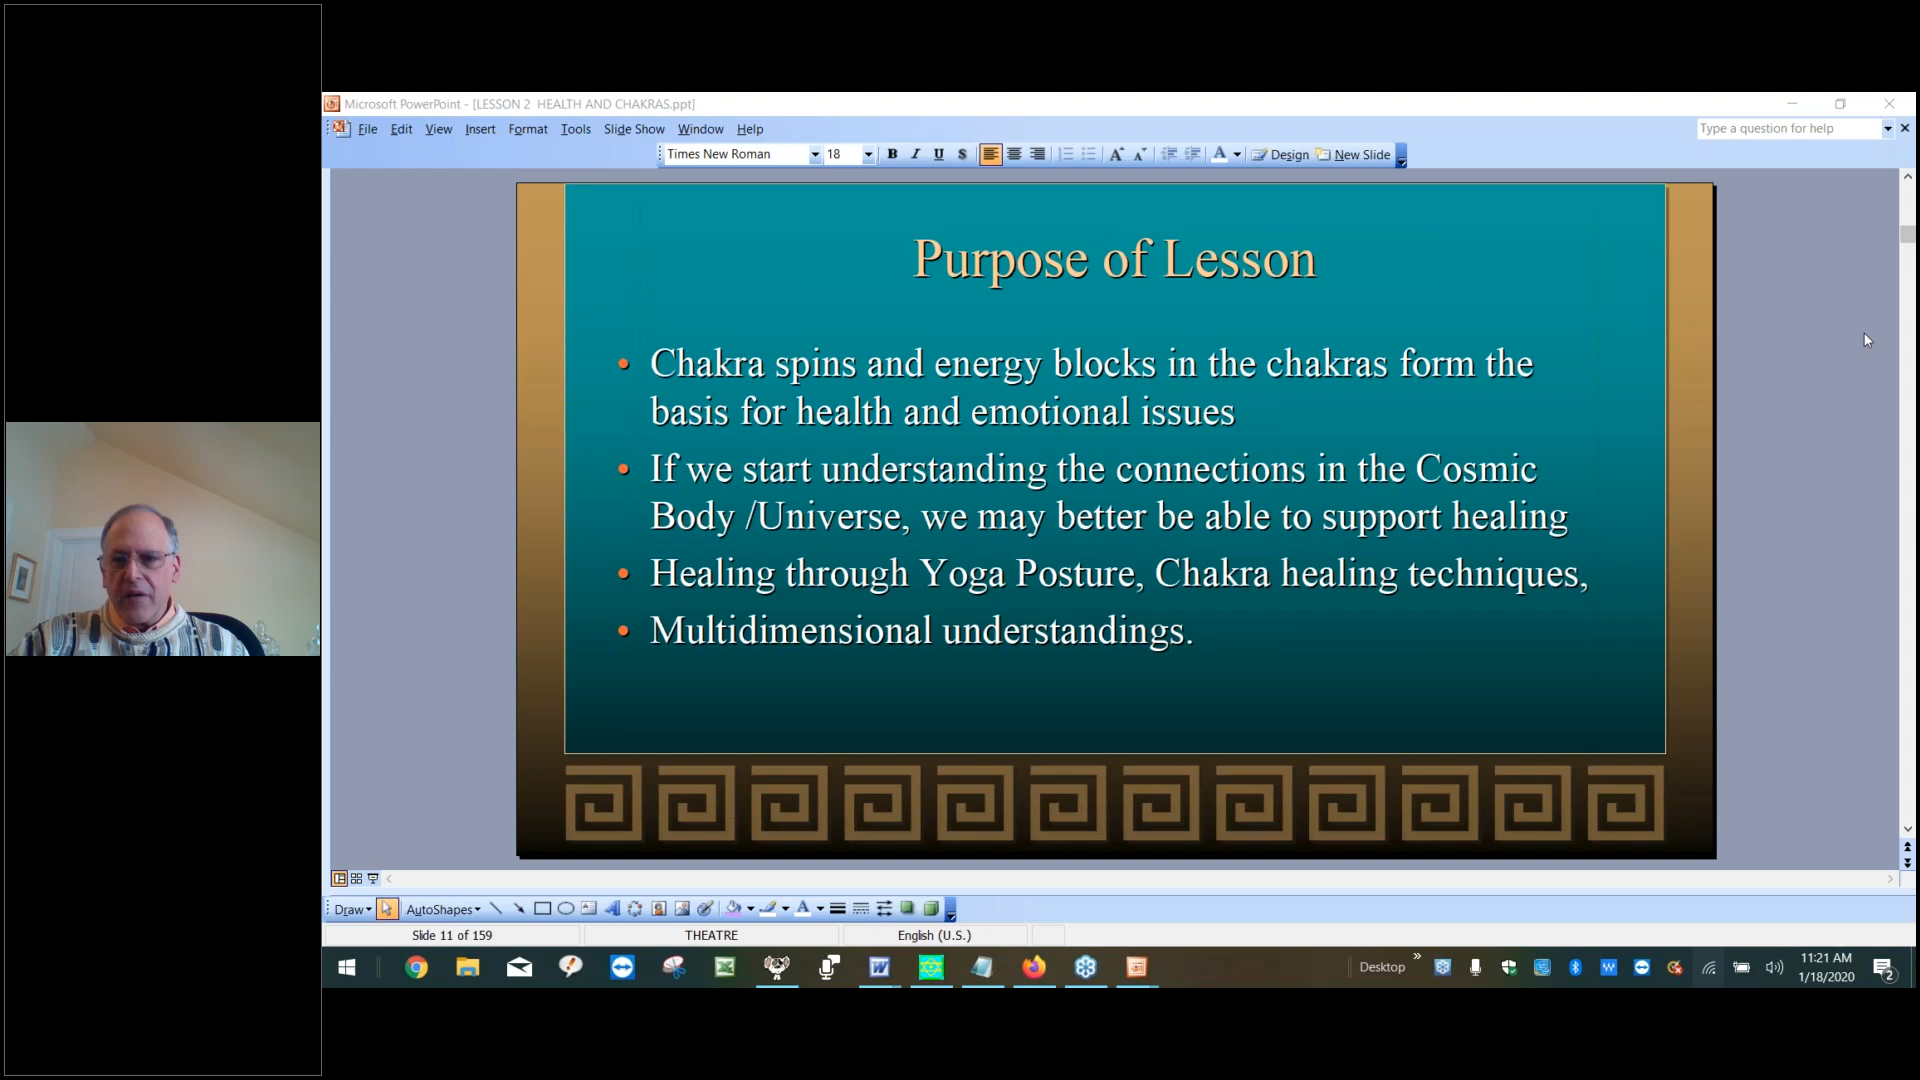 Microsoft PowerPoint - [LESSON 2  HEALTH AND CHAKRAS.ppt]
File Edit View Insert Format Tools Slide Show Window Help
Type a question for help
Times New Roman 18 B I U S A A A Design New Slide
Purpose of Lesson
• Chakra spins and energy blocks in the chakras form the
basis for health and emotional issues
• If we start understanding the connections in the Cosmic
Body /Universe, we may better be able to support healing
• Healing through Yoga Posture, Chakra healing techniques,
• Multidimensional understandings.
Draw AutoShapes A
Slide 11 of 159 THEATRE English (U.S.)
Desktop
11:21 AM
1/18/2020
2